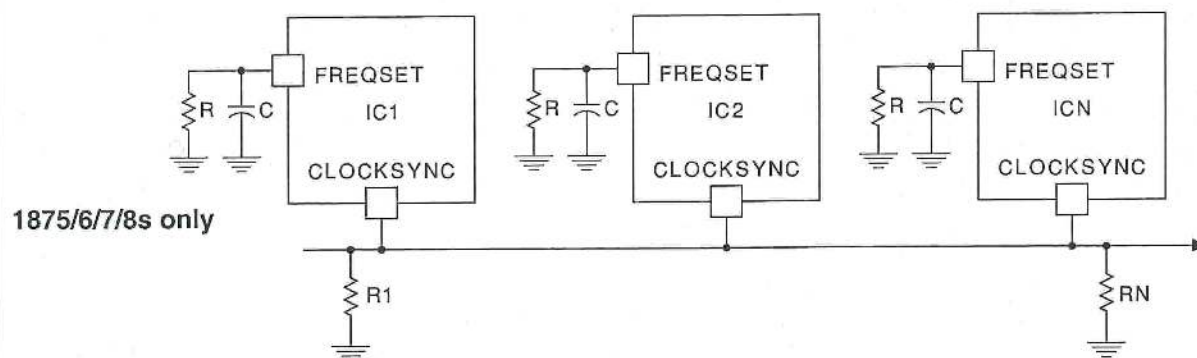 FREQSET
R
C
IC1
CLOCKSYNC
FREQSET
R
C
IC2
CLOCKSYNC
FREQSET
R
C
ICN
CLOCKSYNC
1875/6/7/8s only
R1
RN